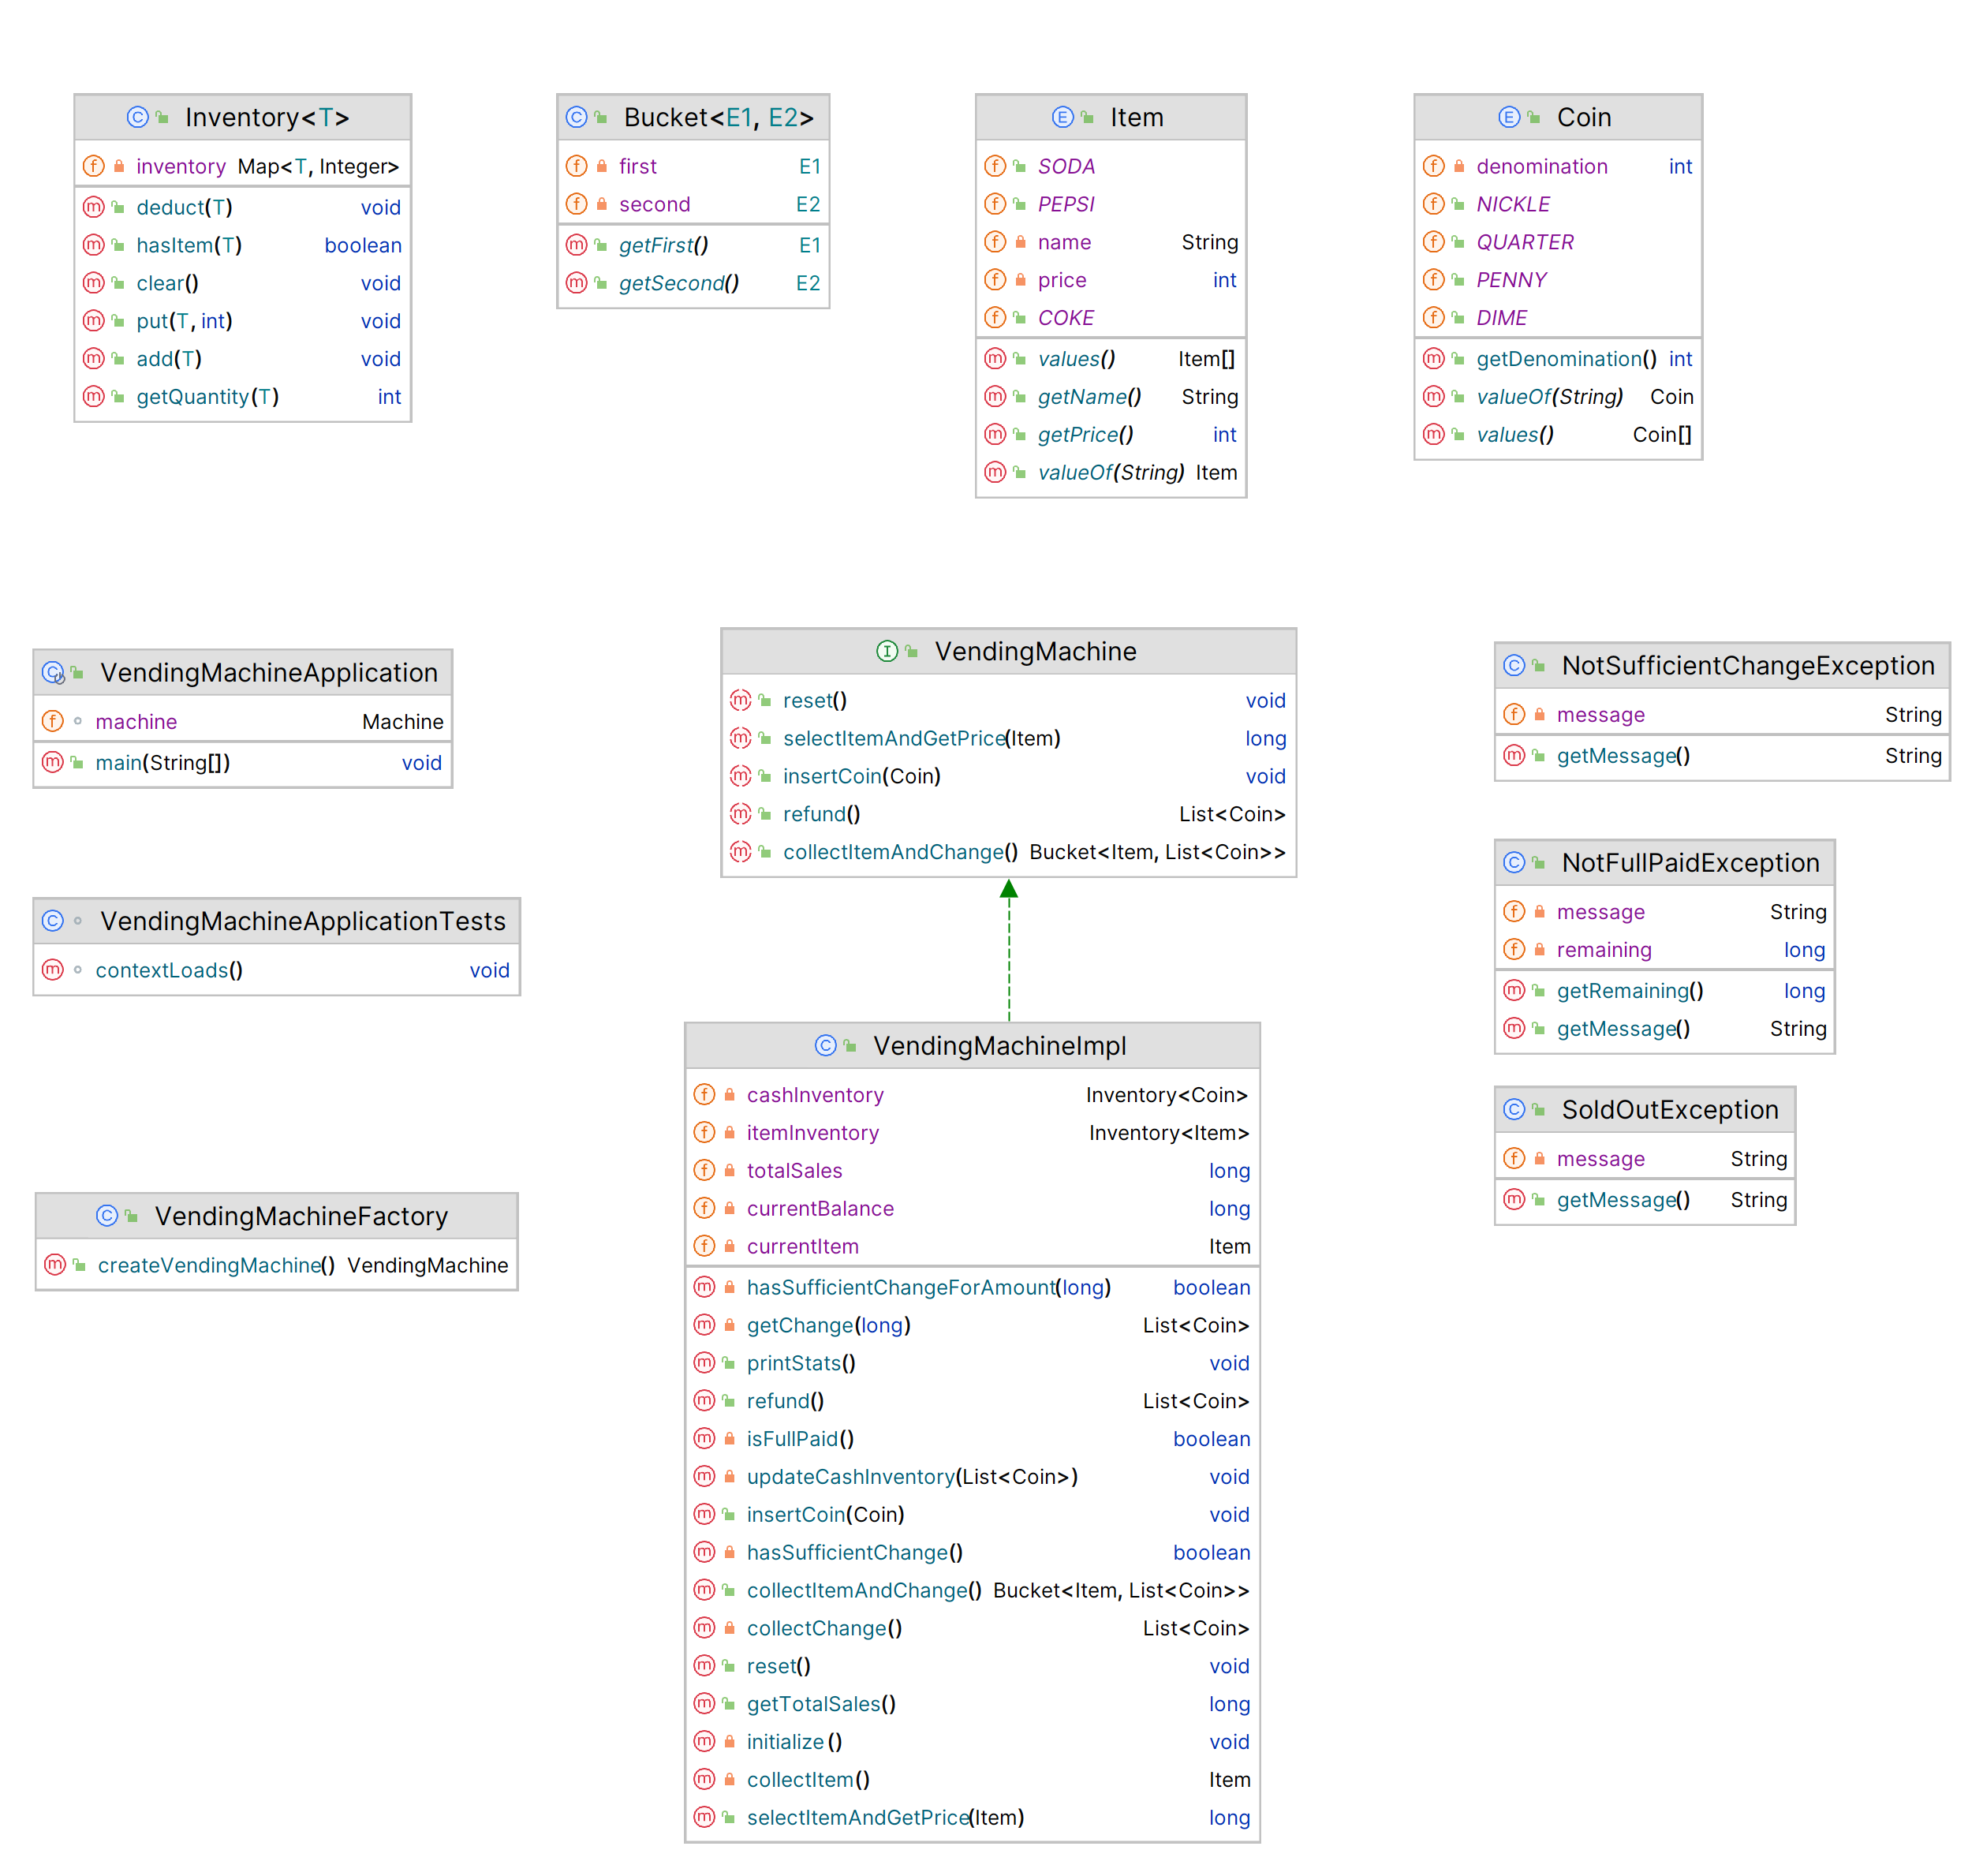 Inventory<T>
inventory Map<T, Integer>
deduct(T) void
hasItem(T) boolean
clear() void
put(T, int) void
add(T) void
getQuantity(T) int
Bucket<E1, E2>
first E1
second E2
getFirst() E1
getSecond() E2
Item
SODA
PEPSI
name String
price int
COKE
values() Item[]
getName() String
getPrice() int
valueOf(String) Item
Coin
denomination int
NICKLE
QUARTER
PENNY
DIME
getDenomination() int
valueOf(String) Coin
values() Coin[]
VendingMachineApplication
machine Machine
main(String[]) void
VendingMachine
reset() void
selectItemAndGetPrice(Item) long
insertCoin(Coin) void
refund() List<Coin>
collectItemAndChange() Bucket<Item, List<Coin>>
NotSufficientChangeException
message String
getMessage() String
NotFullPaidException
message String
remaining long
getRemaining() long
getMessage() String
VendingMachineApplicationTests
contextLoads() void
VendingMachineImpl
cashInventory Inventory<Coin>
itemInventory Inventory<Item>
totalSales long
currentBalance long
currentItem Item
hasSufficientChangeForAmount(long) boolean
getChange(long) List<Coin>
printStats() void
refund() List<Coin>
isFullPaid() boolean
updateCashInventory(List<Coin>) void
insertCoin(Coin) void
hasSufficientChange() boolean
collectItemAndChange() Bucket<Item, List<Coin>>
collectChange() List<Coin>
reset() void
getTotalSales() long
initialize() void
collectItem() Item
selectItemAndGetPrice(Item) long
SoldOutException
message String
getMessage() String
VendingMachineFactory
createVendingMachine() VendingMachine